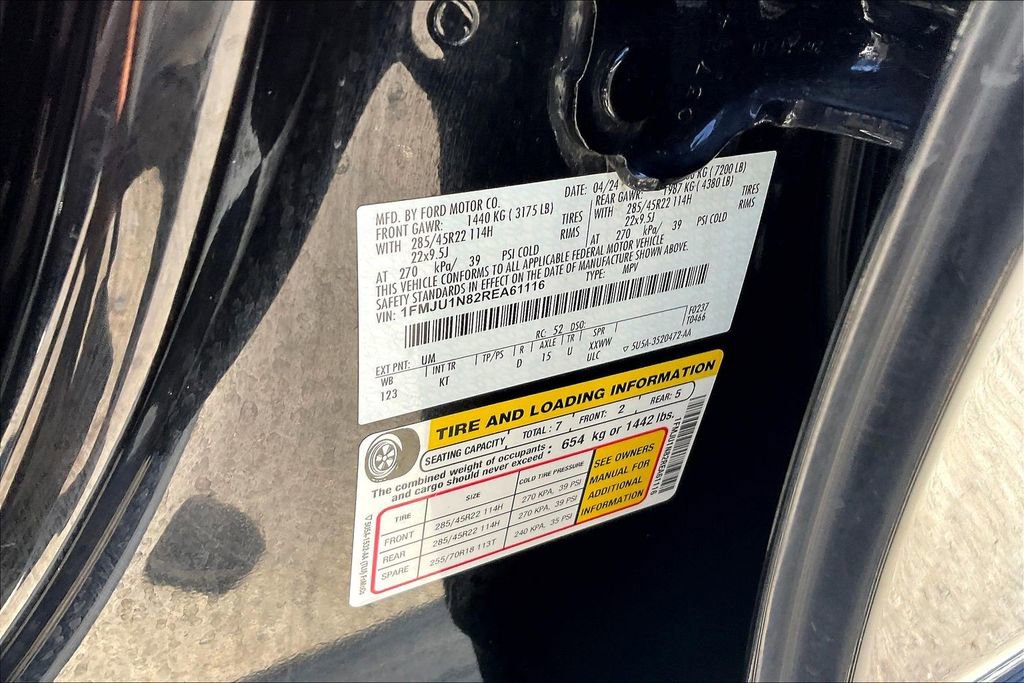 MFD. BY FORD MOTOR CO.
DATE: 04/24
KG ( 7200 LB)
FRONT GAWR: 1440 KG ( 3175 LB)
REAR GAWR: 1987 KG ( 4380 LB)
WITH 285/45R22 114H TIRES
WITH 285/45R22 114H TIRES
22x9.5J RIMS
22x9.5J RIMS
AT 270 kPa/ 39 PSI COLD
AT 270 kPa/ 39 PSI COLD
THIS VEHICLE CONFORMS TO ALL APPLICABLE FEDERAL MOTOR VEHICLE
SAFETY STANDARDS IN EFFECT ON THE DATE OF MANUFACTURE SHOWN ABOVE.
VIN: 1FMJU1N82REA61116
TYPE: MPV
F0237
T0466
EXT PNT: UM RC: 52 DSO:
WB INT TR TP/PS R AXLE TR SPR
123 KT D 15 U XXWW
ULC
5U5A-3520472-AA
TIRE AND LOADING INFORMATION
SEATING CAPACITY TOTAL: 7 FRONT: 2 REAR: 5
The combined weight of occupants and cargo should never exceed: 654 kg or 1442 lbs.
TIRE SIZE COLD TIRE PRESSURE
FRONT 285/45R22 114H 270 KPA, 39 PSI
REAR 285/45R22 114H 270 KPA, 39 PSI
SPARE 255/70R18 113T 240 KPA, 35 PSI
SEE OWNERS
MANUAL FOR
ADDITIONAL
INFORMATION
1FMJU1N82REA61116